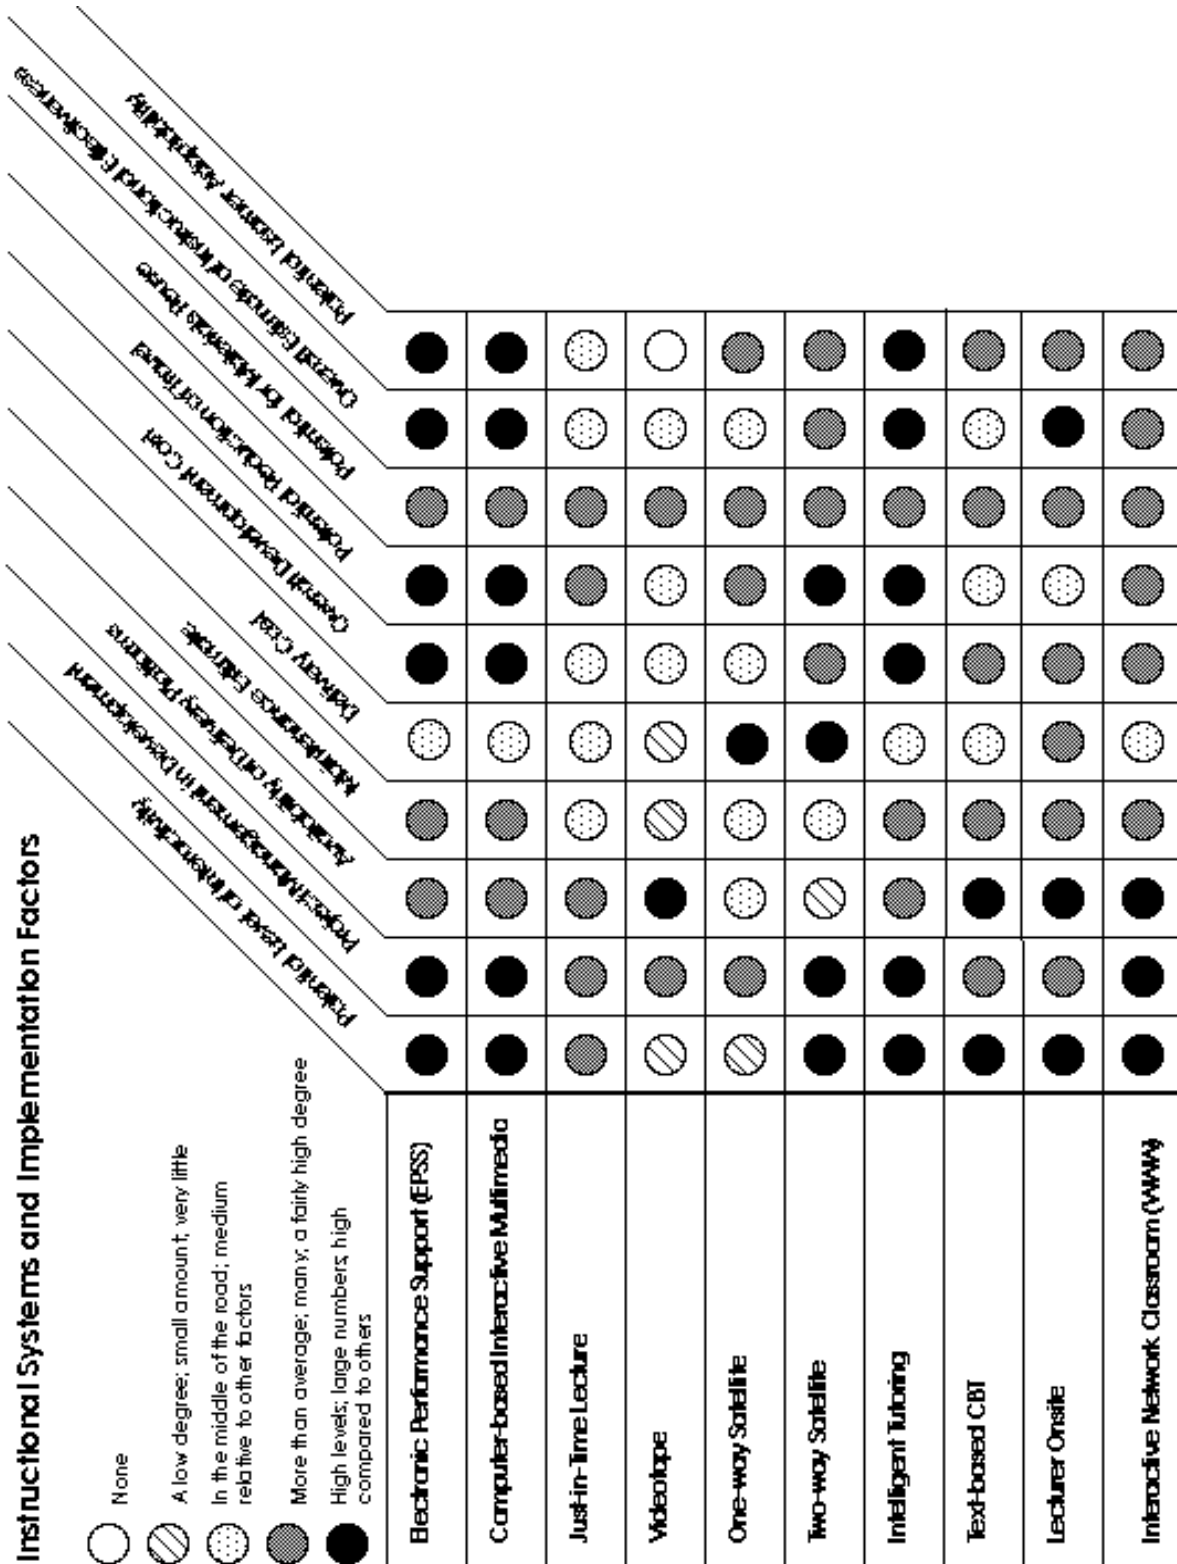 Instructional Systems and Implementation Factors
None
A low degree; small amount; very little
In the middle of the road; medium
relative to other factors
More than average; many; a fairly high degree
High levels; large numbers; high
compared to others
Potential Level of Interactivity
Project Management in Development
Availability of Delivery Platforms
Maintenance Estimate
Delivery Cost
Overall Development Cost
Potential Reduction of Travel
Potential for Materials Reuse
Overall Estimate of Instructional Effectiveness
Potential Learner Adaptability
Electronic Performance Support (EPSS)
Computer-based Interactive Multimedia
Just-in-Time Lecture
Videotape
One-way Satellite
Two-way Satellite
Intelligent Tutoring
Text-based CBT
Lecturer Onsite
Interactive Network Classroom (WWW)